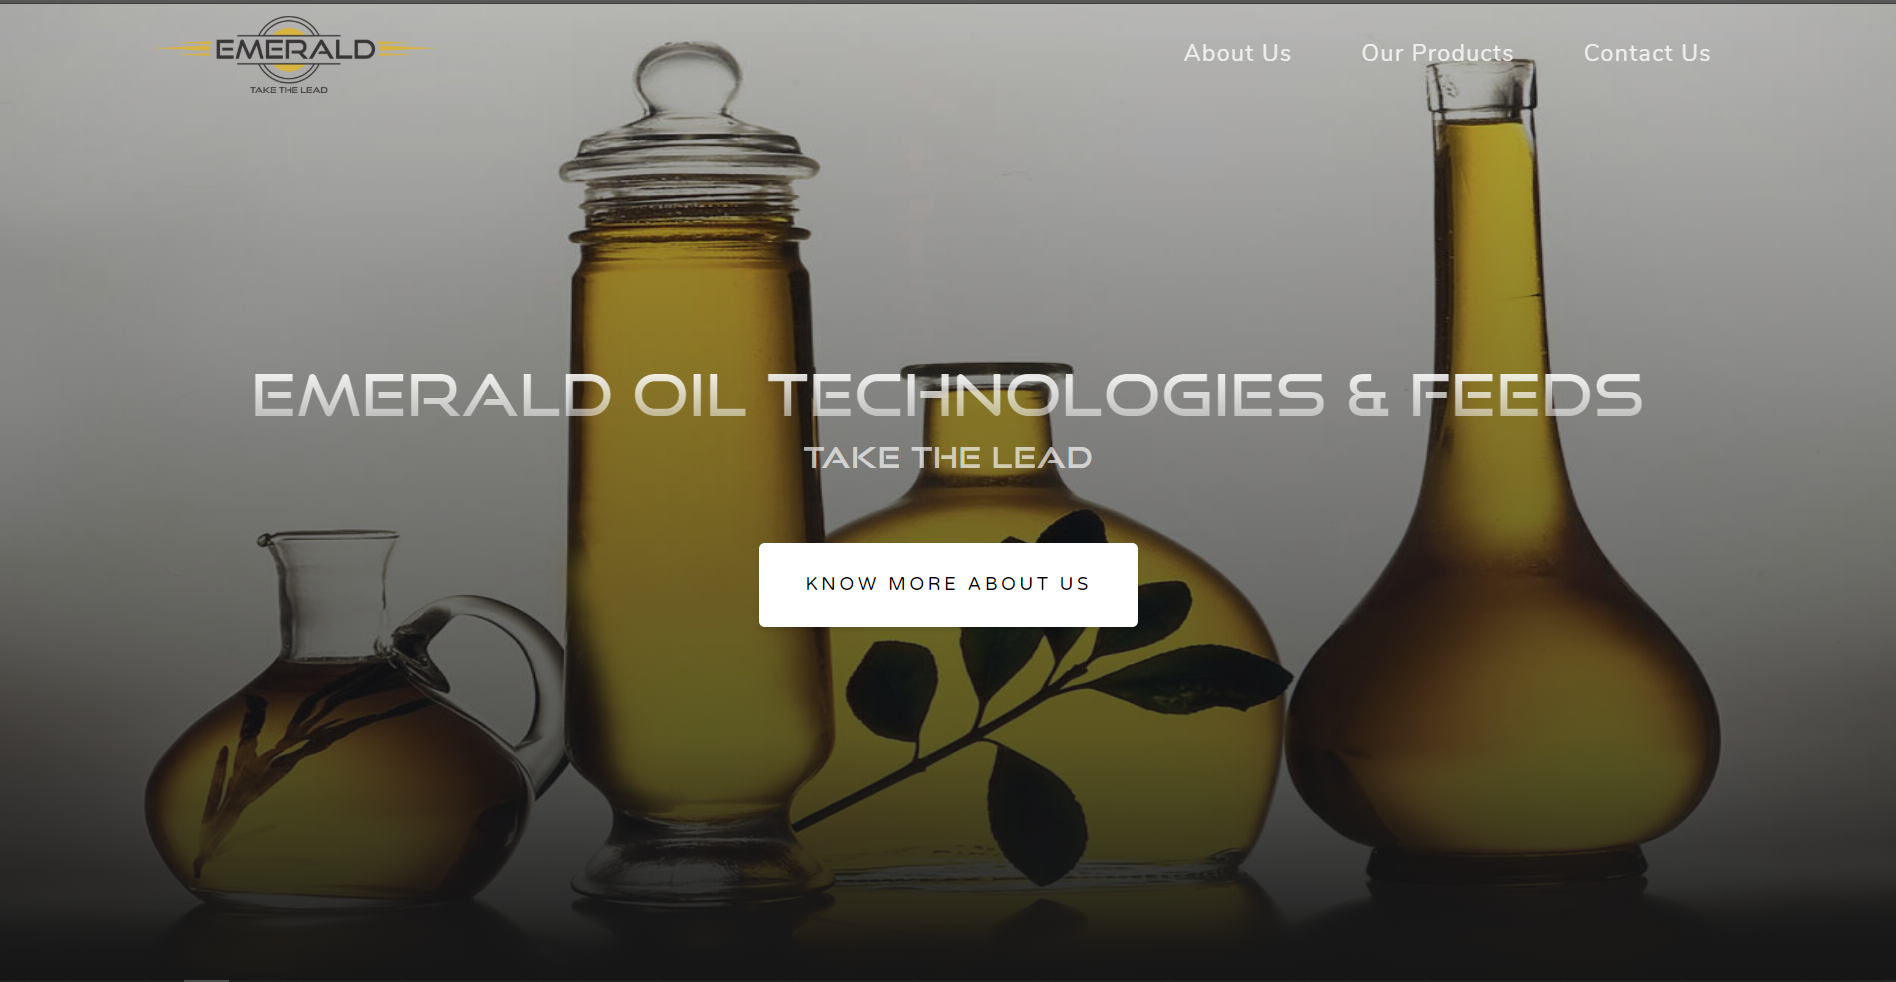 EMERALD
TAKE THE LEAD
About Us
Our Products
Contact Us
EMERALD OIL TECHNOLOGIES & FEEDS
TAKE THE LEAD
KNOW MORE ABOUT US